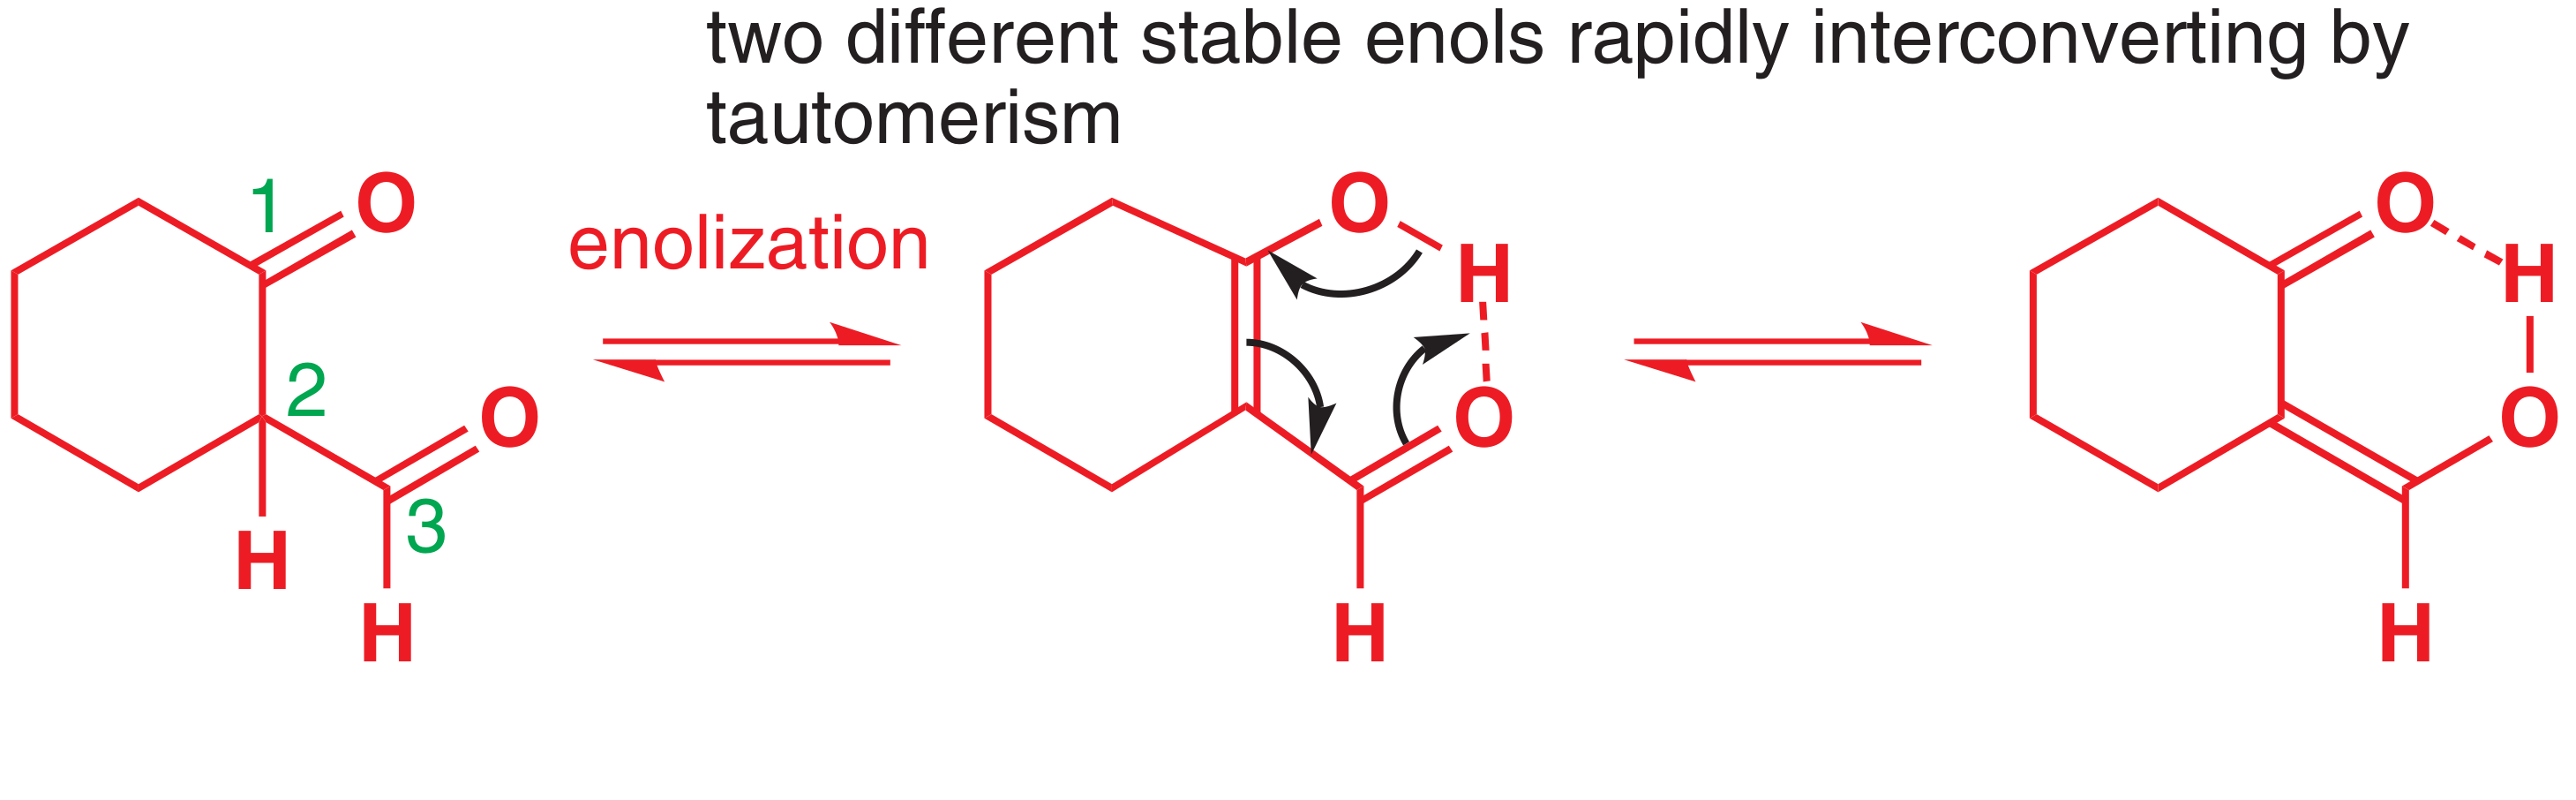 two different stable enols rapidly interconverting by
tautomerism
1
O
enolization
O
H
O
H
2
O
O
O
3
H
H
H
H